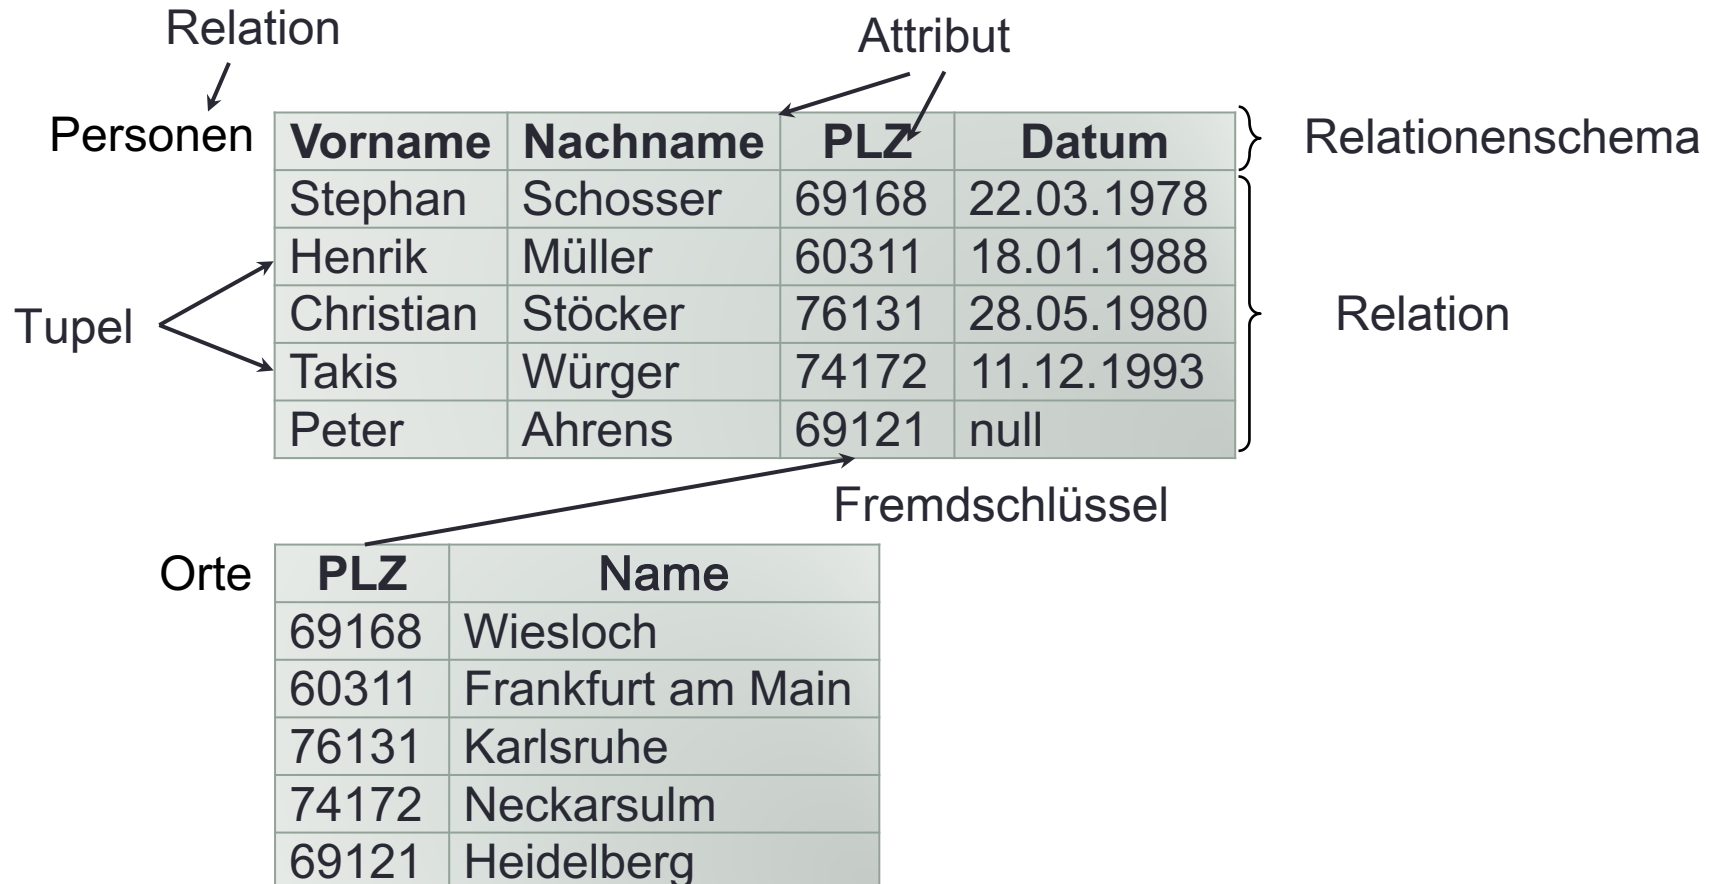 Relation
Attribut
Personen
Vorname Nachname PLZ Datum
Relationenschema
Stephan Schosser 69168 22.03.1978
Henrik Müller 60311 18.01.1988
Tupel
Christian Stöcker 76131 28.05.1980
Relation
Takis Würger 74172 11.12.1993
Peter Ahrens 69121 null
Fremdschlüssel
Orte
PLZ Name
69168 Wiesloch
60311 Frankfurt am Main
76131 Karlsruhe
74172 Neckarsulm
69121 Heidelberg